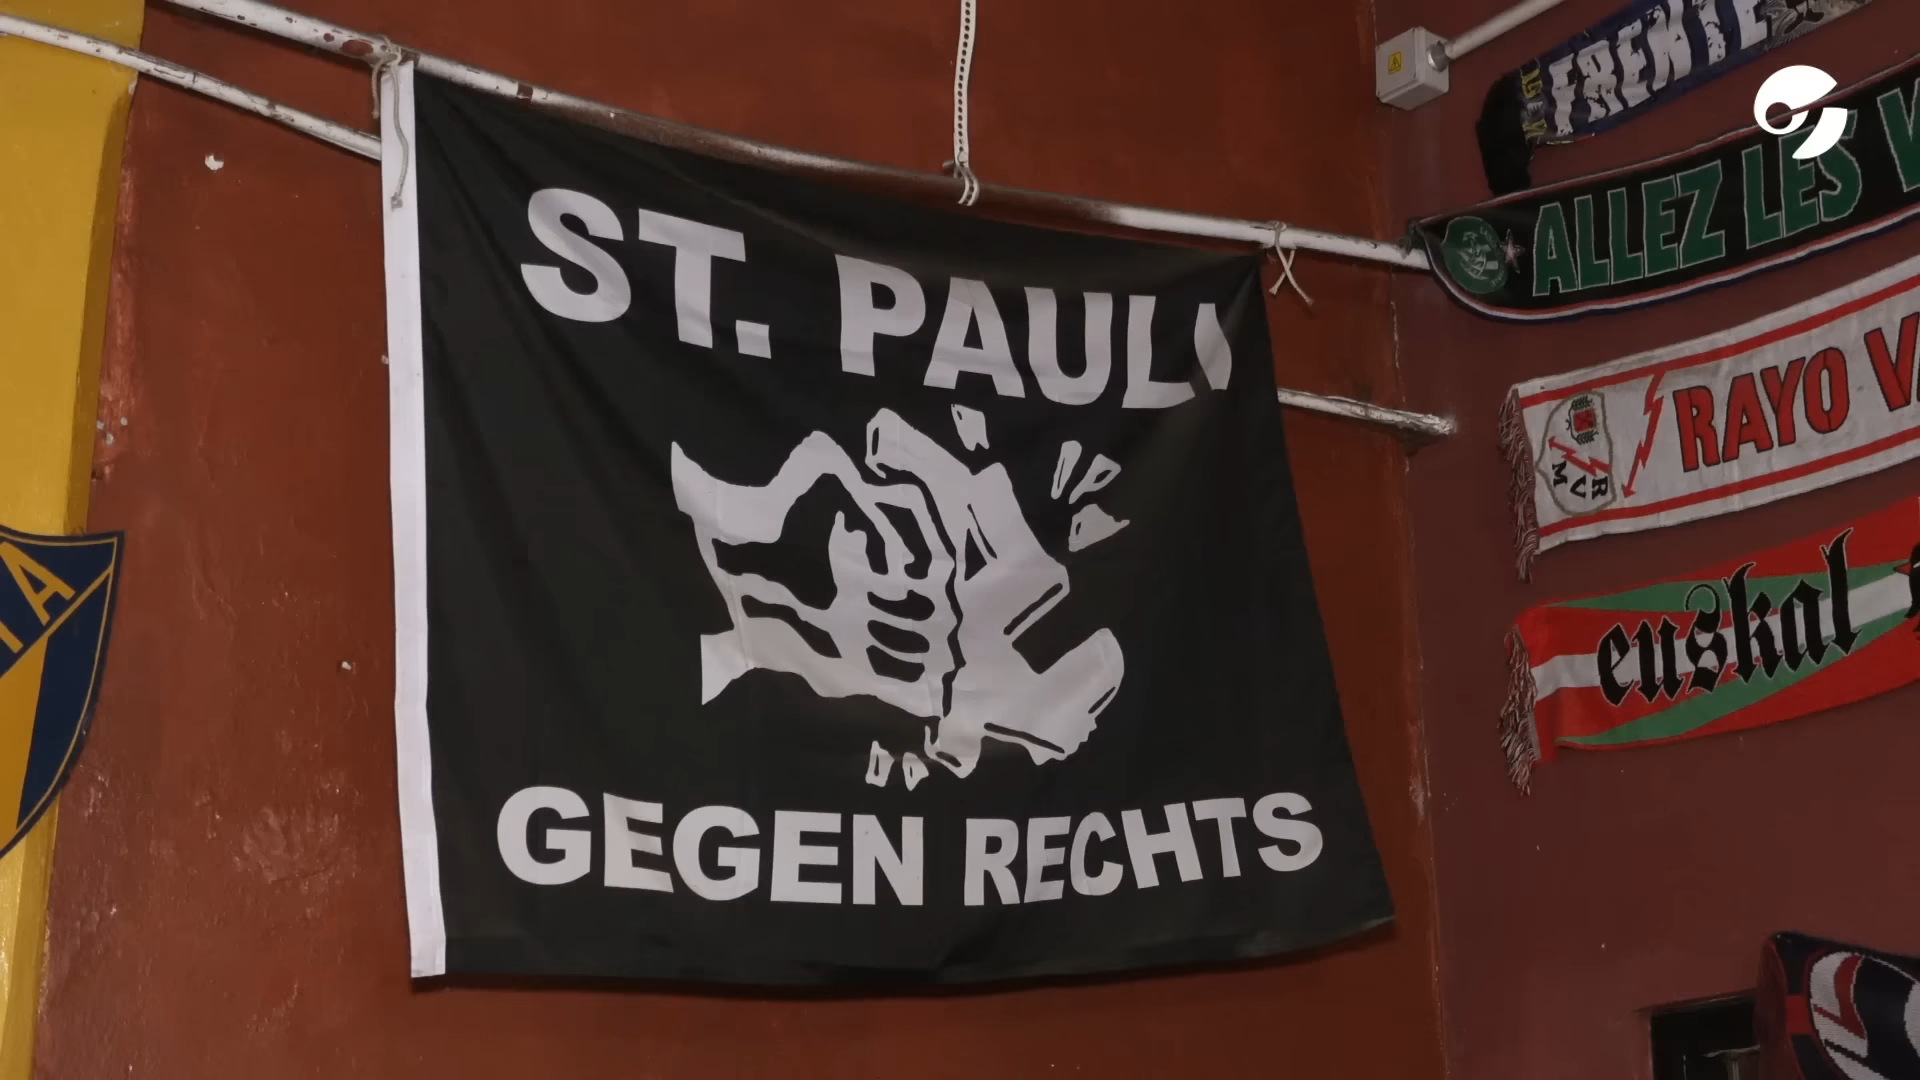 ST. PAULI
GEGEN RECHTS
FRENTE
ALLEZ LES V
RAYO V
R
V
M
euskal